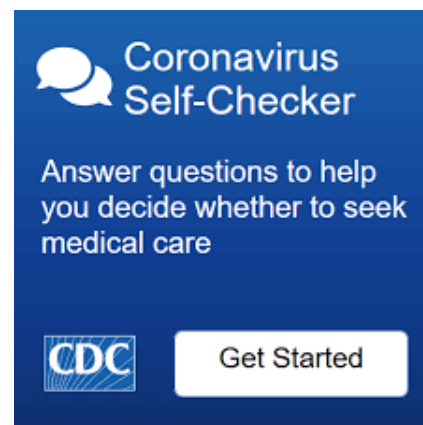 Coronavirus
Self-Checker
Answer questions to help
you decide whether to seek
medical care
CDC
Get Started